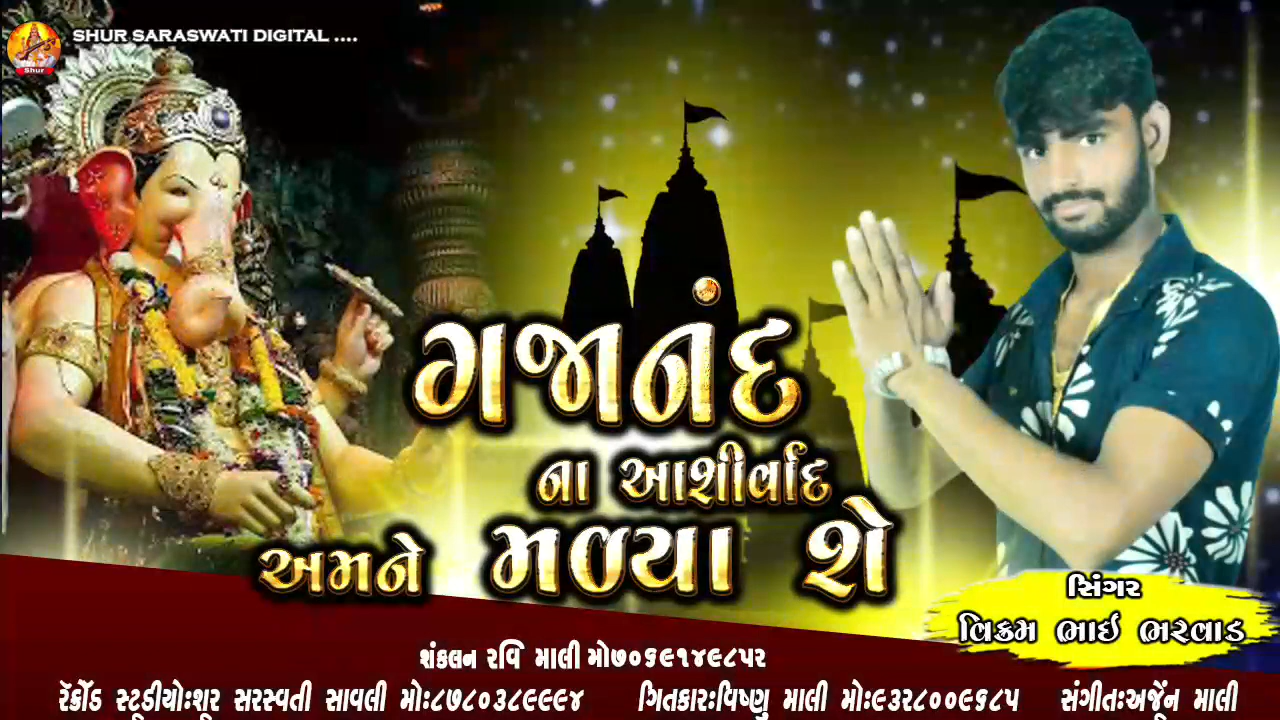 SHUR SARASWATI DIGITAL ....
Shur
ગજાનંદ
ના આશીર્વાદ
અમને મળ્યા શે
સિંગર
વિક્રમ ભાઇ ભરવાડ
શંકલન રવિ માલી મો૭૦૬૯૧૪૯૮૫૨
રેંકોંડ સ્ટૂડીયોઃશૂર સરસ્વતી સાવલી મોઃ૮૭૮૦૩૮૯૯૯૪ ગિતકારઃવિષ્ણુ માલી મોઃ૯૩૨૮૦૦૯૬૮૫ સંગીતઃઅર્જેૂન માલી